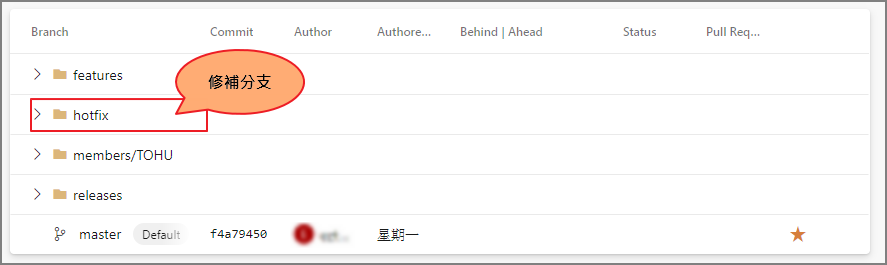 Branch Commit Author Authore... Behind | Ahead Status Pull Req...
features
修補分支
hotfix
members/TOHU
releases
master Default f4a79450 星期一